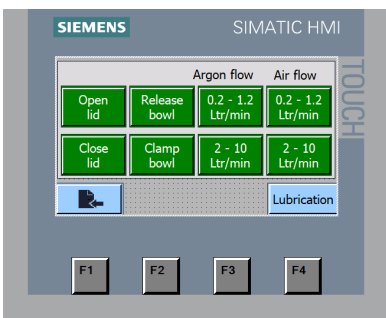 SIEMENS SIMATIC HMI
TOUCH
Argon flow Air flow
Open lid
Release bowl
0.2 - 1.2 Ltr/min
0.2 - 1.2 Ltr/min
Close lid
Clamp bowl
2 - 10 Ltr/min
2 - 10 Ltr/min
Lubrication
F1 F2 F3 F4